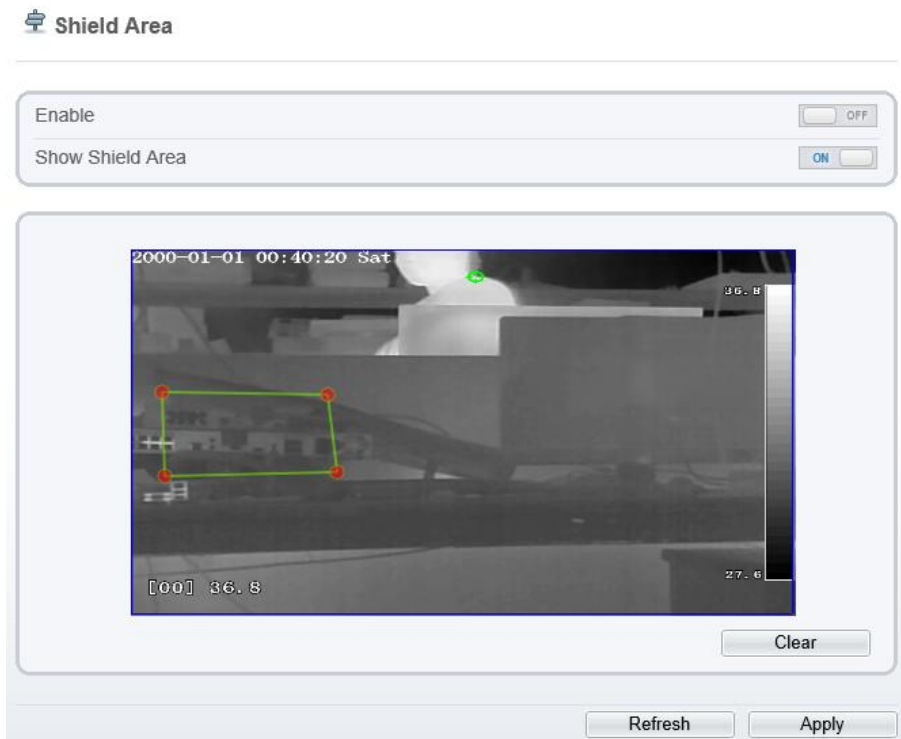 Shield Area
Enable
OFF
Show Shield Area
ON
2000-01-01 00:40:20 Sat
36.8
27.6
[00] 36.8
Clear
Refresh
Apply